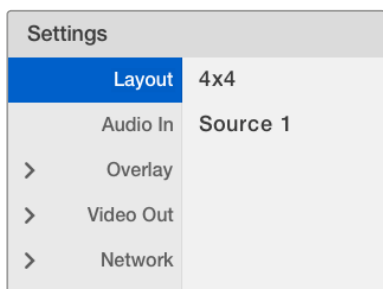 Settings
Layout 4x4
Audio In Source 1
Overlay
Video Out
Network